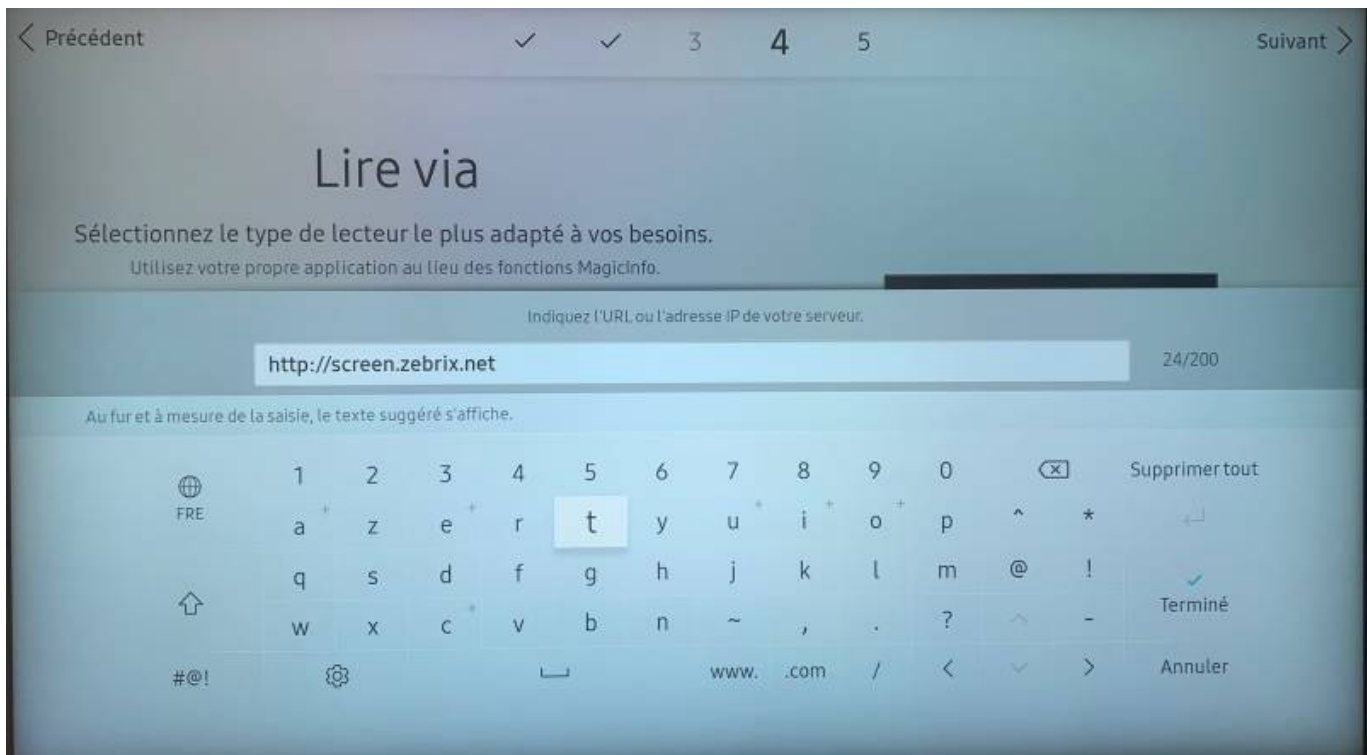 Précédent 3 4 5 Suivant
Lire via
Sélectionnez le type de lecteur le plus adapté à vos besoins.
Utilisez votre propre application au lieu des fonctions MagicInfo.
Indiquez l'URL ou l'adresse IP de votre serveur.
http://screen.zebrix.net 24/200
Au fur et à mesure de la saisie, le texte suggéré s'affiche.
1 2 3 4 5 6 7 8 9 0 Supprimer tout
FRE
a z e r t y u i o p ^ *
q s d f g h j k l m @ !
Terminé
w x c v b n ~ , . ? -
#@! www. .com / < > Annuler